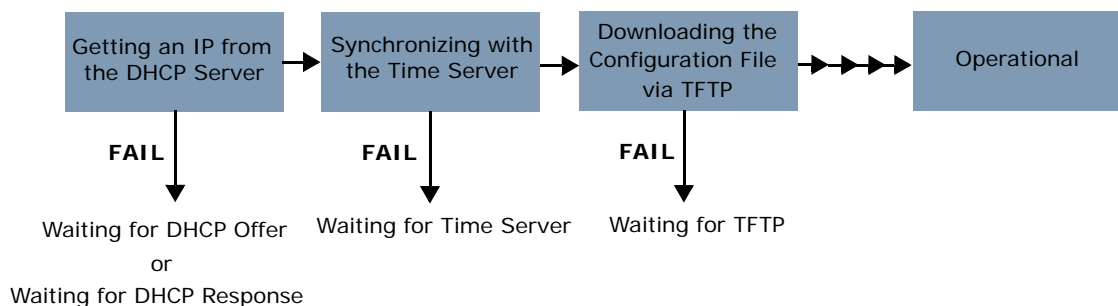 Getting an IP from
the DHCP Server
Synchronizing with
the Time Server
Downloading the
Configuration File
via TFTP
Operational
FAIL
FAIL
FAIL
Waiting for DHCP Offer
or
Waiting for DHCP Response
Waiting for Time Server
Waiting for TFTP